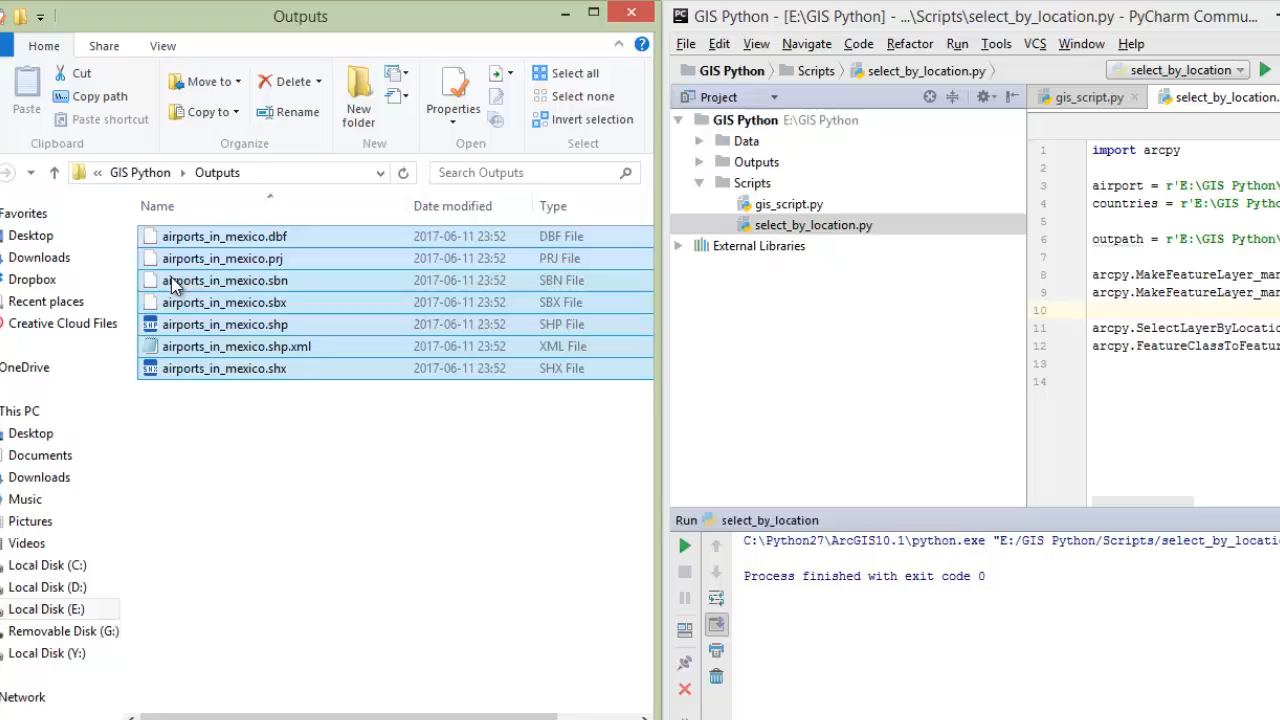 Outputs
Home Share View
Paste
Cut
Copy path
Paste shortcut
Clipboard
Move to
Copy to
Delete
Rename
Organize
New
folder
New
Properties
Open
Select all
Select none
Invert selection
Select
« GIS Python Outputs
Search Outputs
Name Date modified Type
airports_in_mexico.dbf 2017-06-11 23:52 DBF File
airports_in_mexico.prj 2017-06-11 23:52 PRJ File
airports_in_mexico.sbn 2017-06-11 23:52 SBN File
airports_in_mexico.sbx 2017-06-11 23:52 SBX File
airports_in_mexico.shp 2017-06-11 23:52 SHP File
airports_in_mexico.shp.xml 2017-06-11 23:52 XML File
airports_in_mexico.shx 2017-06-11 23:52 SHX File
Favorites
Desktop
Downloads
Dropbox
Recent places
Creative Cloud Files
OneDrive
This PC
Desktop
Documents
Downloads
Music
Pictures
Videos
Local Disk (C:)
Local Disk (D:)
Local Disk (E:)
Removable Disk (G:)
Local Disk (Y:)
Network
GIS Python - [E:\GIS Python] - ...\Scripts\select_by_location.py - PyCharm Commu...
File Edit View Navigate Code Refactor Run Tools VCS Window Help
GIS Python Scripts select_by_location.py
select_by_location
Project
GIS Python E:\GIS Python
Data
Outputs
Scripts
gis_script.py
select_by_location.py
External Libraries
gis_script.py select_by_location.
1 import arcpy
2
3 airport = r'E:\GIS Python\
4 countries = r'E:\GIS Python\
5
6 outpath = r'E:\GIS Python\
7
8 arcpy.MakeFeatureLayer_mar
9 arcpy.MakeFeatureLayer_mar
10
11 arcpy.SelectLayerByLocatio
12 arcpy.FeatureClassToFeatur
13
14
Run select_by_location
C:\Python27\ArcGIS10.1\python.exe "E:/GIS Python/Scripts/select_by_locatio
Process finished with exit code 0